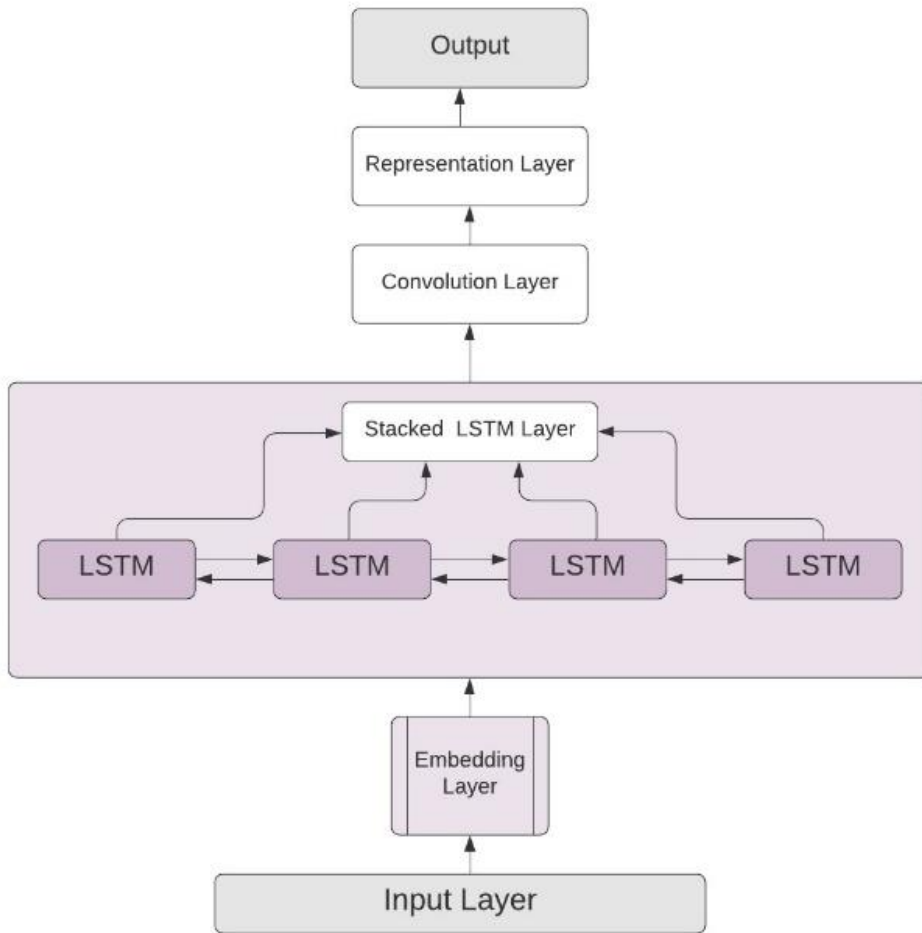 Output
Representation Layer
Convolution Layer
Stacked LSTM Layer
LSTM
LSTM
LSTM
LSTM
Embedding
Layer
Input Layer